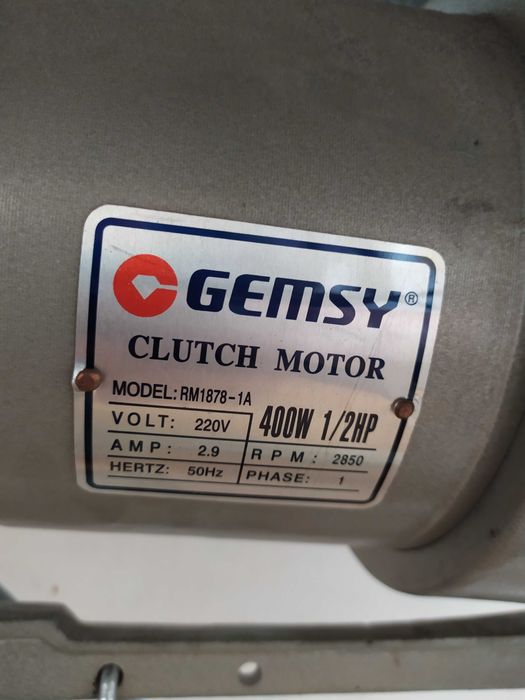 GEMSY®
CLUTCH MOTOR
MODEL: RM1878-1A
400W 1/2HP
VOLT: 220V
AMP: 2.9
RPM: 2850
HERTZ: 50Hz
PHASE: 1